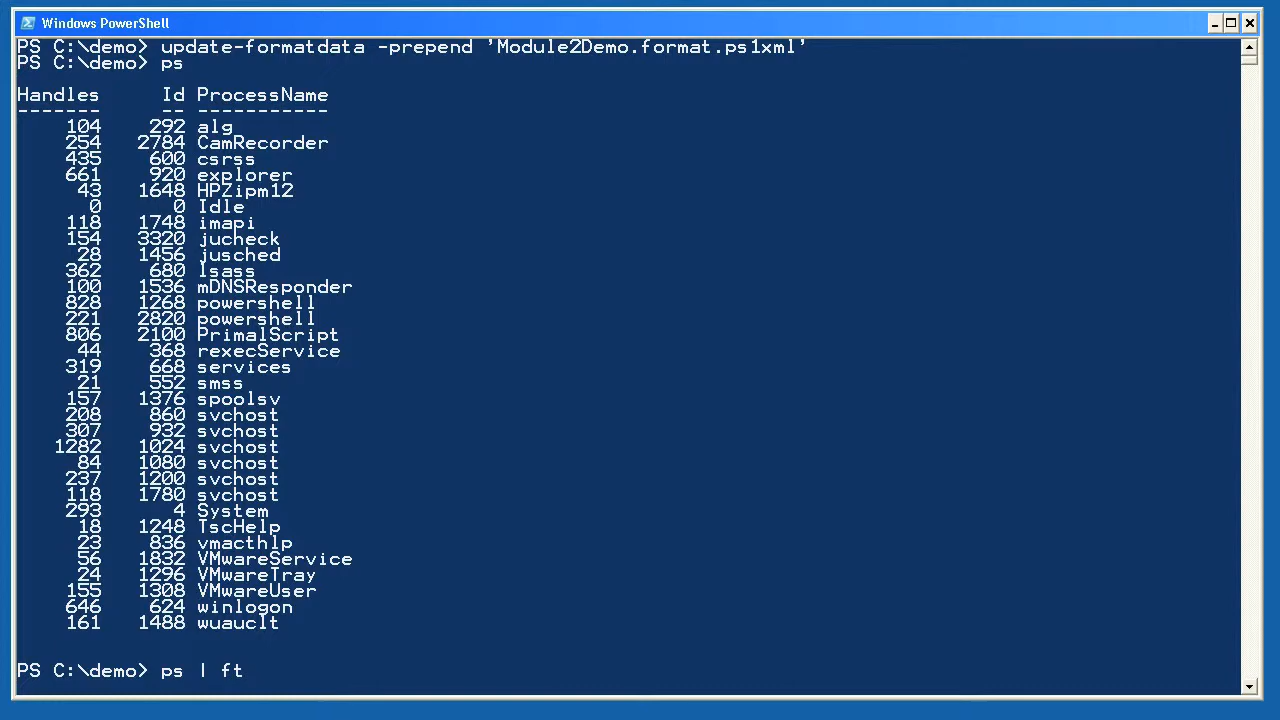 Windows PowerShell
PS C:\demo> update-formatdata -prepend 'Module2Demo.format.ps1xml'
PS C:\demo> ps
Handles     Id ProcessName
-------     -- -----------
    104    292 alg
    254   2784 CamRecorder
    435    600 csrss
    661    920 explorer
     43   1648 HPZipm12
      0      0 Idle
    118   1748 imapi
    154   3320 jucheck
     28   1456 jusched
    362    680 lsass
    100   1536 mDNSResponder
    828   1268 powershell
    221   2820 powershell
    806   2100 PrimalScript
     44    368 rexecService
    319    668 services
     21    552 smss
    157   1376 spoolsv
    208    860 svchost
    307    932 svchost
   1282   1024 svchost
     84   1080 svchost
    237   1200 svchost
    118   1780 svchost
    293      4 System
     18   1248 TscHelp
     23    836 vmacthlp
     56   1832 VMwareService
     24   1296 VMwareTray
    155   1308 VMwareUser
    646    624 winlogon
    161   1488 wuauclt
PS C:\demo> ps | ft